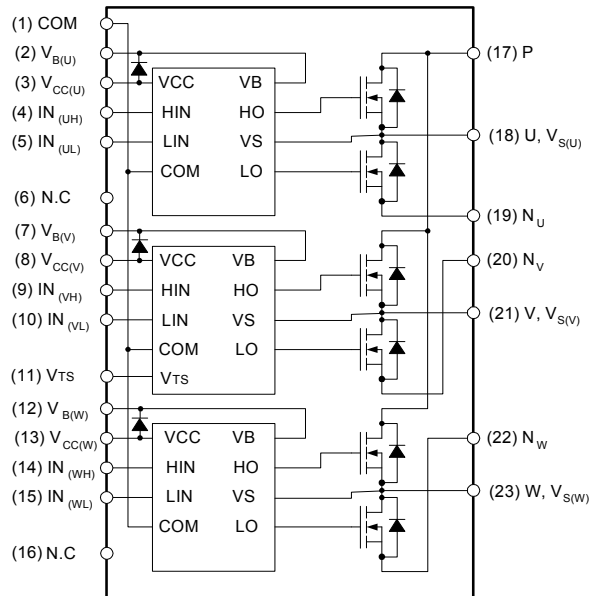 (1) COM
(2) V_B(U)
(3) V_CC(U)
(4) IN_(UH)
(5) IN_(UL)
(6) N.C
(7) V_B(V)
(8) V_CC(V)
(9) IN_(VH)
(10) IN_(VL)
(11) V_TS
(12) V_B(W)
(13) V_CC(W)
(14) IN_(WH)
(15) IN_(WL)
(16) N.C
VCC VB
HIN HO
LIN VS
COM LO
VCC VB
HIN HO
LIN VS
COM LO
V_TS
VCC VB
HIN HO
LIN VS
COM LO
(17) P
(18) U, V_S(U)
(19) N_U
(20) N_V
(21) V, V_S(V)
(22) N_W
(23) W, V_S(W)